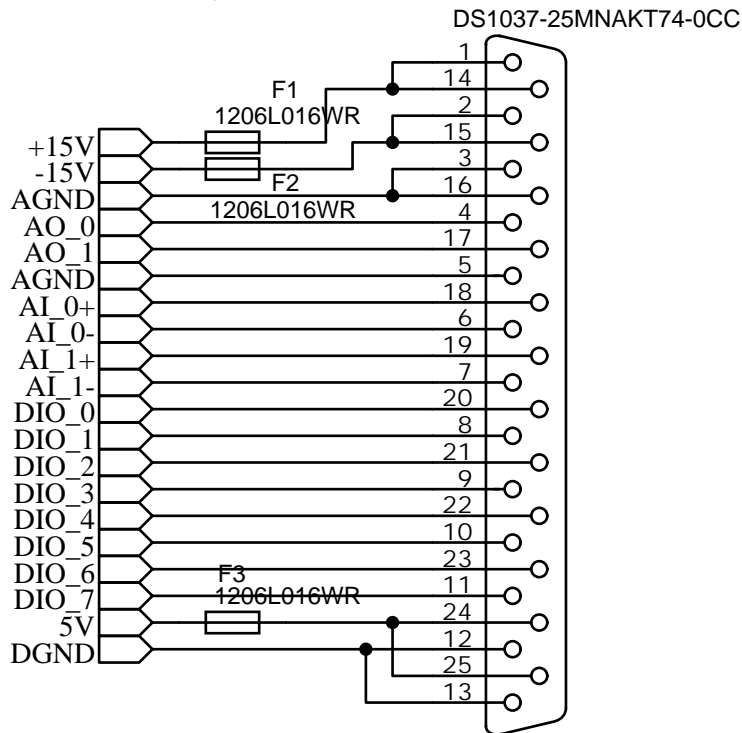 DS1037-25MNAKT74-0CC
1
14
F1
2
1206L016WR
15
+15V
3
-15V
F2
16
AGND
1206L016WR
4
AO_0
17
AO_1
5
AGND
18
AI_0+
6
AI_0-
19
AI_1+
7
AI_1-
20
DIO_0
8
DIO_1
21
DIO_2
9
DIO_3
22
DIO_4
10
DIO_5
23
DIO_6
F3
11
DIO_7
1206L016WR
24
5V
12
DGND
25
13